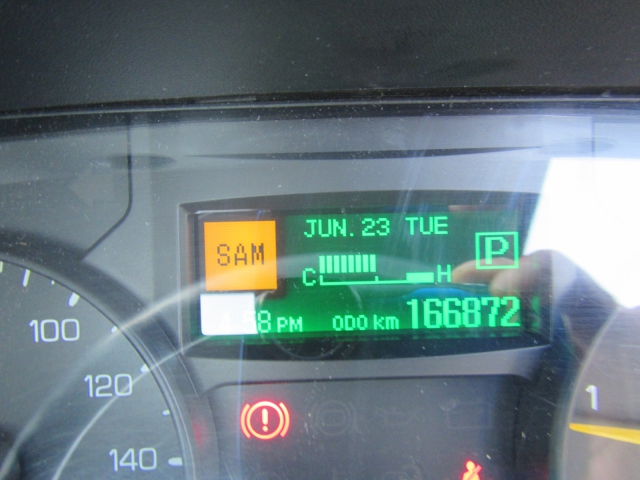 JUN. 23 TUE
SAM
P
C H
PM ODO km 166872
100
120
140
1